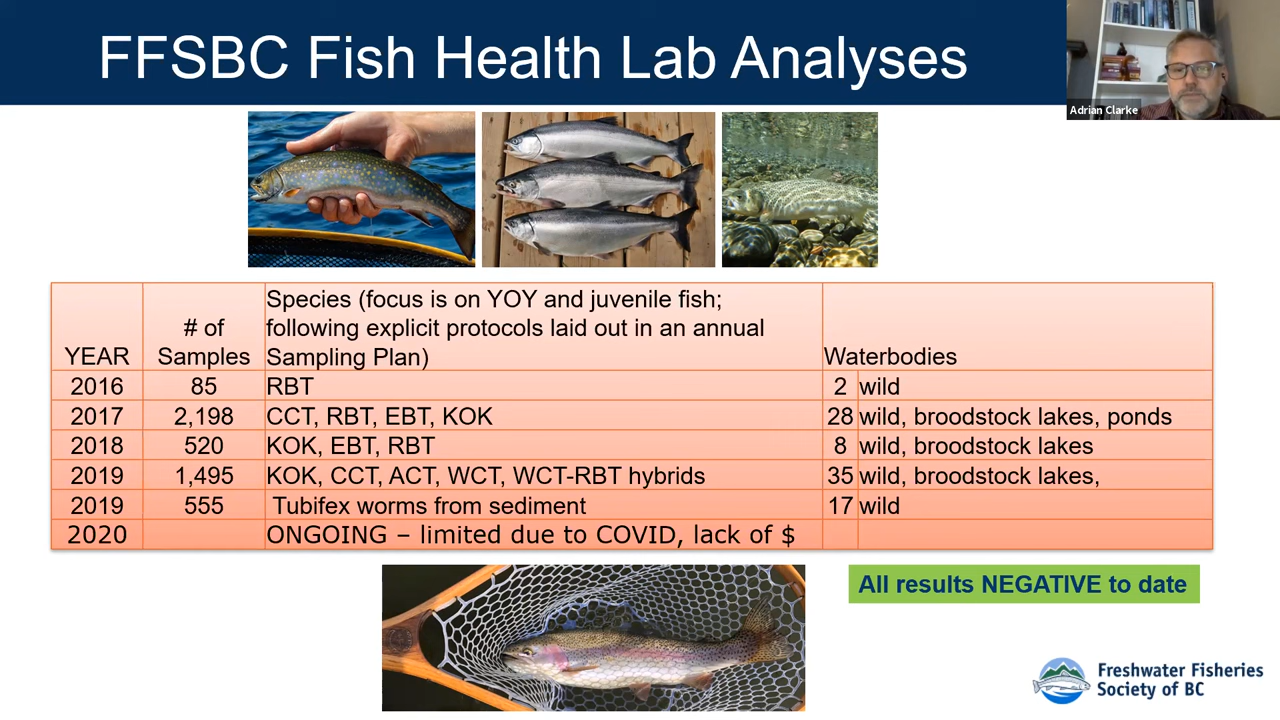 FFSBC Fish Health Lab Analyses
Adrian Clarke
YEAR
# of
Samples
Species (focus is on YOY and juvenile fish;
following explicit protocols laid out in an annual
Sampling Plan)
Waterbodies
2016 85 RBT 2 wild
2017 2,198 CCT, RBT, EBT, KOK 28 wild, broodstock lakes, ponds
2018 520 KOK, EBT, RBT 8 wild, broodstock lakes
2019 1,495 KOK, CCT, ACT, WCT, WCT-RBT hybrids 35 wild, broodstock lakes,
2019 555 Tubifex worms from sediment 17 wild
2020 ONGOING – limited due to COVID, lack of $
All results NEGATIVE to date
Freshwater Fisheries
Society of BC